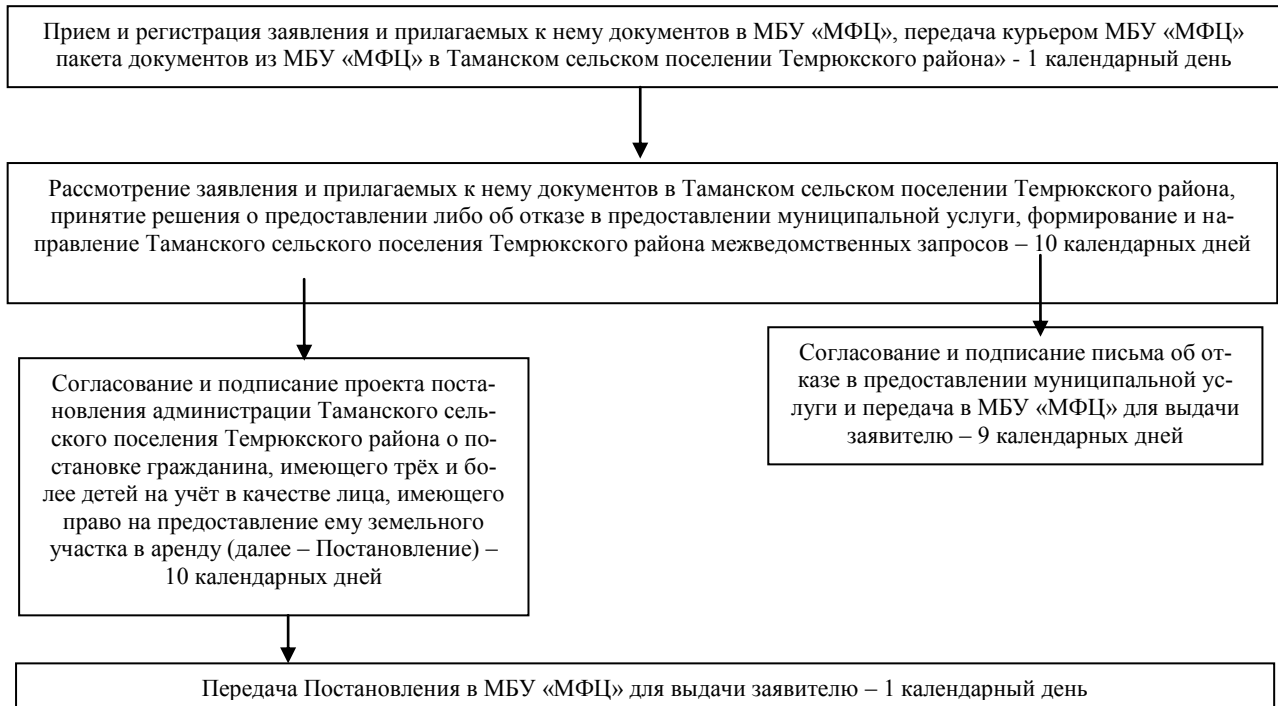 Прием и регистрация заявления и прилагаемых к нему документов в МБУ «МФЦ», передача курьером МБУ «МФЦ»
пакета документов из МБУ «МФЦ» в Таманском сельском поселении Темрюкского района» - 1 календарный день
Рассмотрение заявления и прилагаемых к нему документов в Таманском сельском поселении Темрюкского района,
принятие решения о предоставлении либо об отказе в предоставлении муниципальной услуги, формирование и на-
правление Таманского сельского поселения Темрюкского района межведомственных запросов – 10 календарных дней
Согласование и подписание проекта поста-
новления администрации Таманского сель-
ского поселения Темрюкского района о по-
становке гражданина, имеющего трёх и бо-
лее детей на учёт в качестве лица, имеющего
право на предоставление ему земельного
участка в аренду (далее – Постановление) –
10 календарных дней
Согласование и подписание письма об от-
казе в предоставлении муниципальной ус-
луги и передача в МБУ «МФЦ» для выдачи
заявителю – 9 календарных дней
Передача Постановления в МБУ «МФЦ» для выдачи заявителю – 1 календарный день